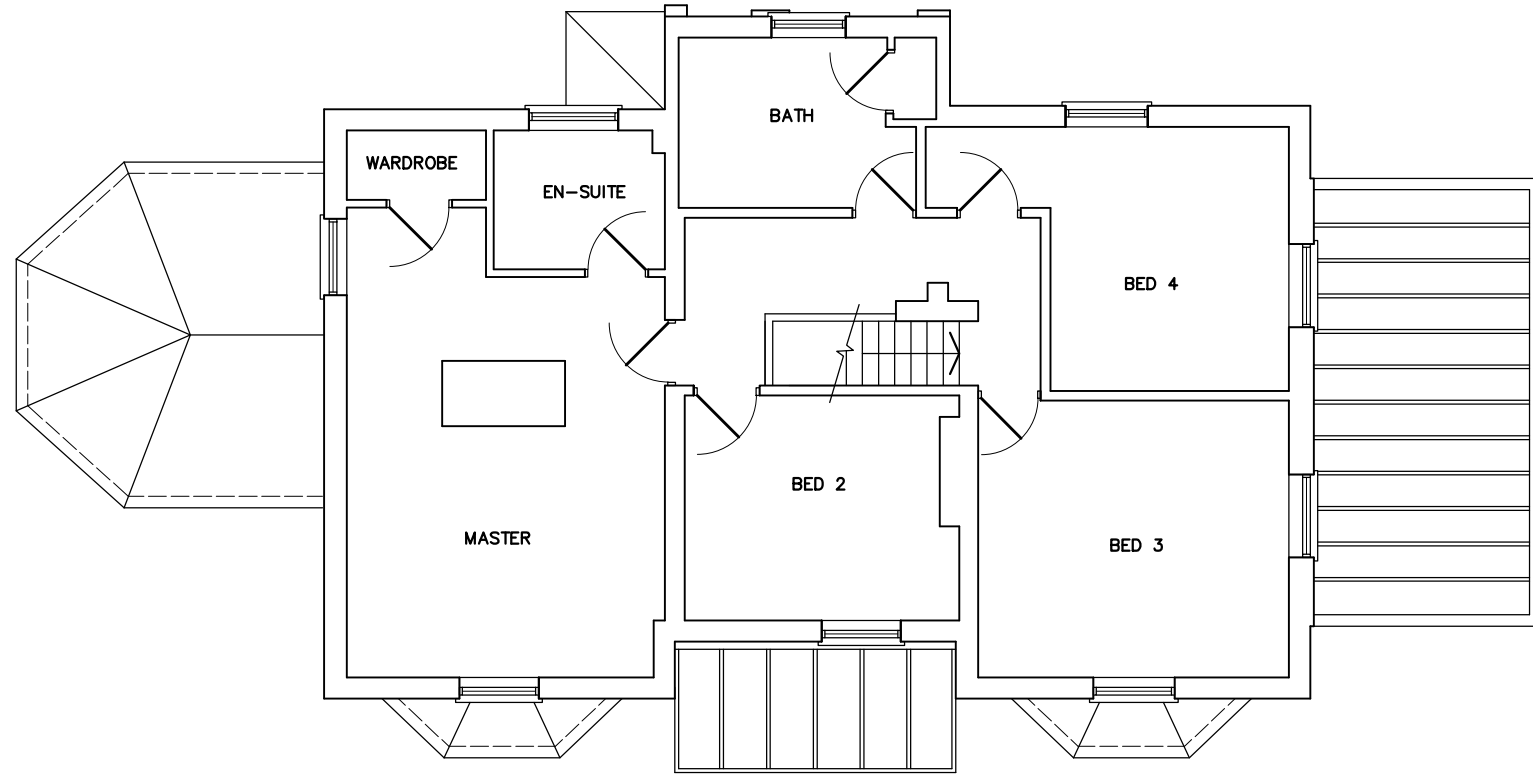 BATH
WARDROBE
EN-SUITE
BED 4
BED 2
MASTER
BED 3